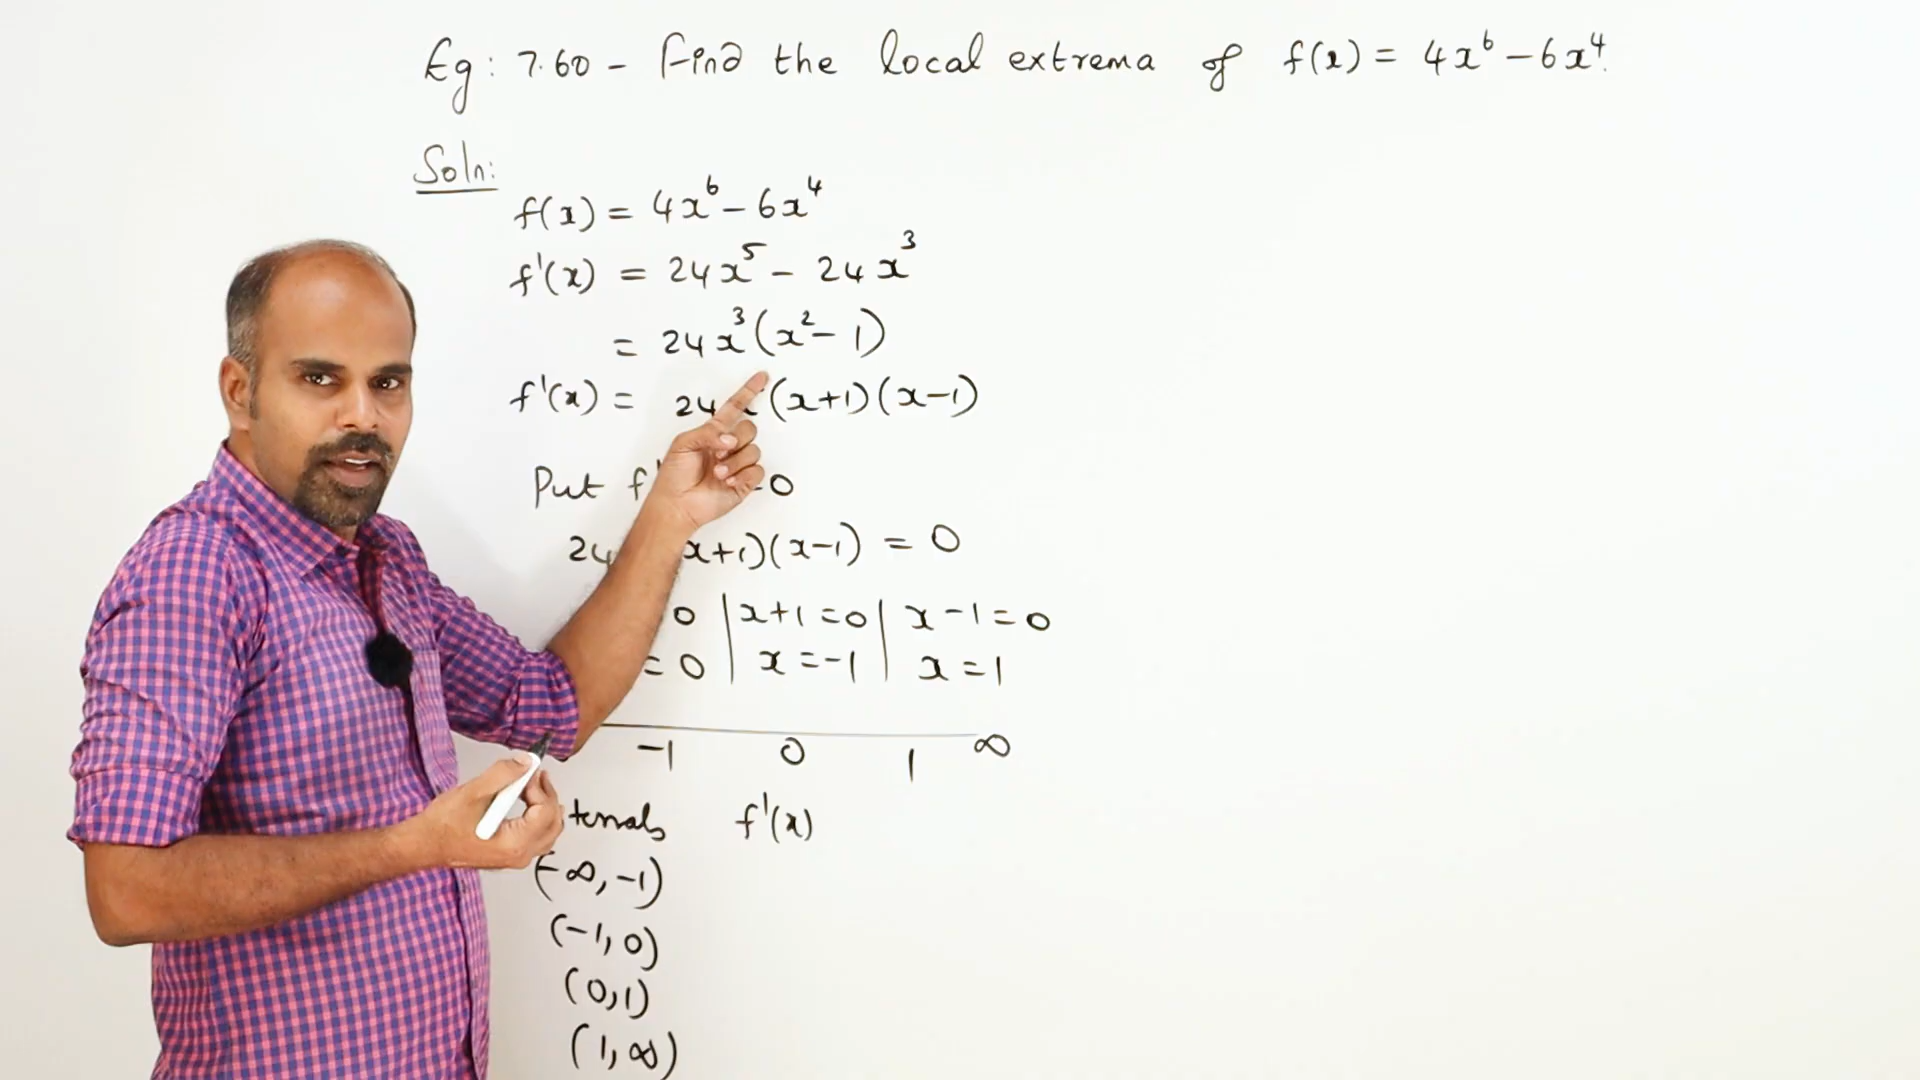 Eg: 7.60 - Find the local extrema of f(x) = 4x⁶ - 6x⁴.
Soln:
f(x) = 4x⁶ - 6x⁴
f'(x) = 24x⁵ - 24x³
= 24x³(x² - 1)
f'(x) = 24 (x+1)(x-1)
Put f' =0
24 x+1)(x-1) = 0
0 | x+1=0 | x-1=0
=0 | x=-1 | x=1
-1 0 1 ∞
f'(x)
(-∞,-1)
(-1,0)
(0,1)
(1,∞)